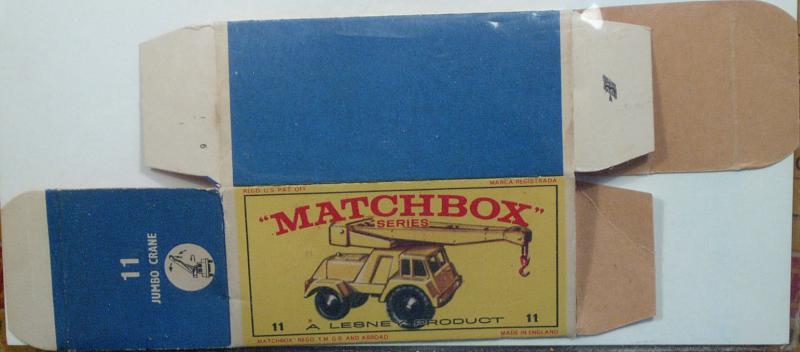 REGD U.S PAT OFF
MARCA REGISTRADA
"MATCHBOX"
SERIES
11
A LESNEY PRODUCT
11
"MATCHBOX" REGD. T.M. G.B. AND ABROAD
MADE IN ENGLAND
11
JUMBO CRANE